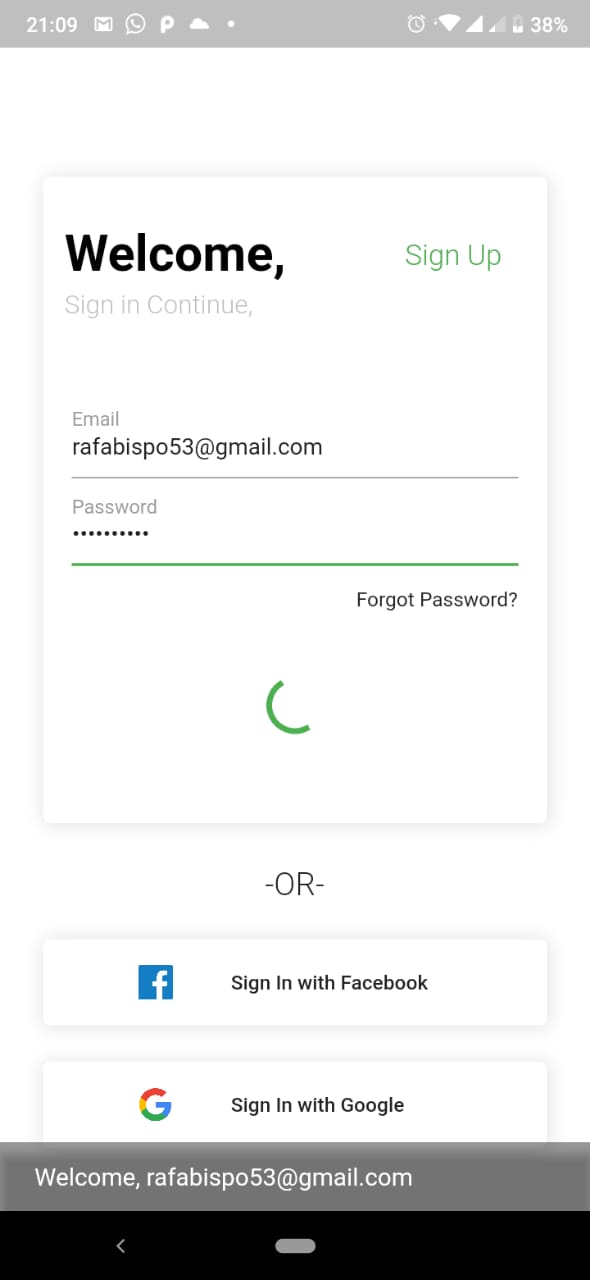 21:09 38%
Welcome,
Sign Up
Sign in Continue,
Email
rafabispo53@gmail.com
Password
••••••••••
Forgot Password?
-OR-
Sign In with Facebook
Sign In with Google
Welcome, rafabispo53@gmail.com